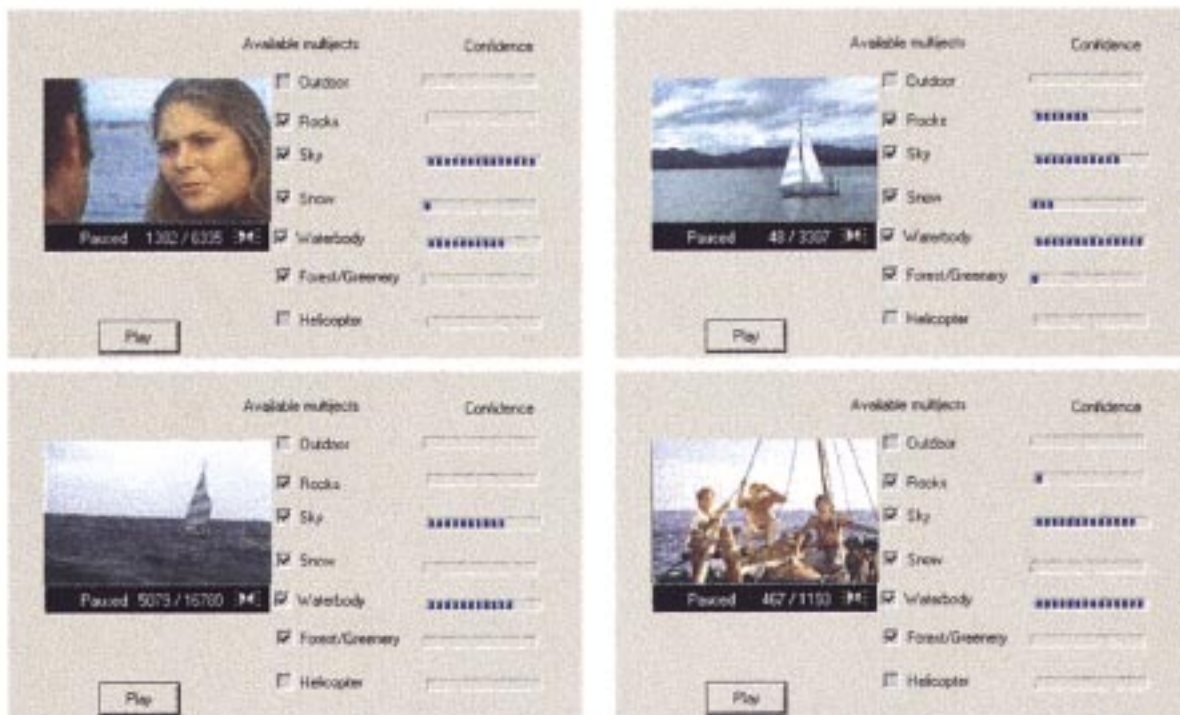 Available multijects Confidence
Outdoor
Rocks
Sky
Snow
Paused 1382 / 6335 Waterbody
Forest/Greenery
Helicopter
Play
Available multijects Confidence
Outdoor
Rocks
Sky
Snow
Paused 48 / 3307 Waterbody
Forest/Greenery
Helicopter
Play
Available multijects Confidence
Outdoor
Rocks
Sky
Snow
Paused 5079 / 16780 Waterbody
Forest/Greenery
Helicopter
Play
Available multijects Confidence
Outdoor
Rocks
Sky
Snow
Paused 467 / 1193 Waterbody
Forest/Greenery
Helicopter
Play